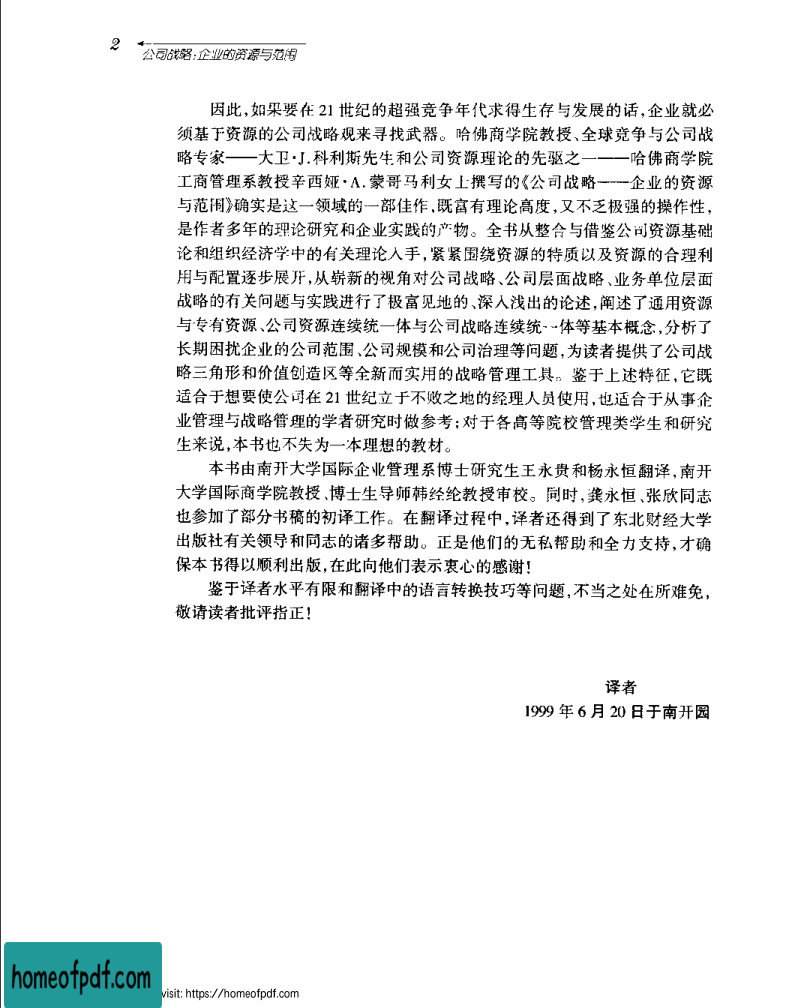 2
公司战略:企业的资源与范围
因此,如果要在 21 世纪的超强竞争年代求得生存与发展的话,企业就必
须基于资源的公司战略观来寻找武器。哈佛商学院教授、全球竞争与公司战
略专家——大卫·J.科利斯先生和公司资源理论的先驱之一——哈佛商学院
工商管理系教授辛西娅·A.蒙哥马利女士撰写的《公司战略——企业的资源
与范围》确实是这一领域的一部佳作,既富有理论高度,又不乏极强的操作性,
是作者多年的理论研究和企业实践的产物。全书从整合与借鉴公司资源基础
论和组织经济学中的有关理论入手,紧紧围绕资源的特质以及资源的合理利
用与配置逐步展开,从崭新的视角对公司战略、公司层面战略、业务单位层面
战略的有关问题与实践进行了极富见地的、深入浅出的论述,阐述了通用资源
与专有资源、公司资源连续统一体与公司战略连续统一体等基本概念,分析了
长期困扰企业的公司范围、公司规模和公司治理等问题,为读者提供了公司战
略三角形和价值创造区等全新而实用的战略管理工具。鉴于上述特征,它既
适合于想要使公司在 21 世纪立于不败之地的经理人员使用,也适合于从事企
业管理与战略管理的学者研究时做参考;对于各高等院校管理类学生和研究
生来说,本书也不失为一本理想的教材。
本书由南开大学国际企业管理系博士研究生王永贵和杨永恒翻译,南开
大学国际商学院教授、博士生导师韩经纶教授审校。同时,龚永恒、张欣同志
也参加了部分书稿的初译工作。在翻译过程中,译者还得到了东北财经大学
出版社有关领导和同志的诸多帮助。正是他们的无私帮助和全力支持,才确
保本书得以顺利出版,在此向他们表示衷心的感谢!
鉴于译者水平有限和翻译中的语言转换技巧等问题,不当之处在所难免,
敬请读者批评指正!
译者
1999 年 6 月 20 日于南开园
homeofpdf.com
visit: https://homeofpdf.com